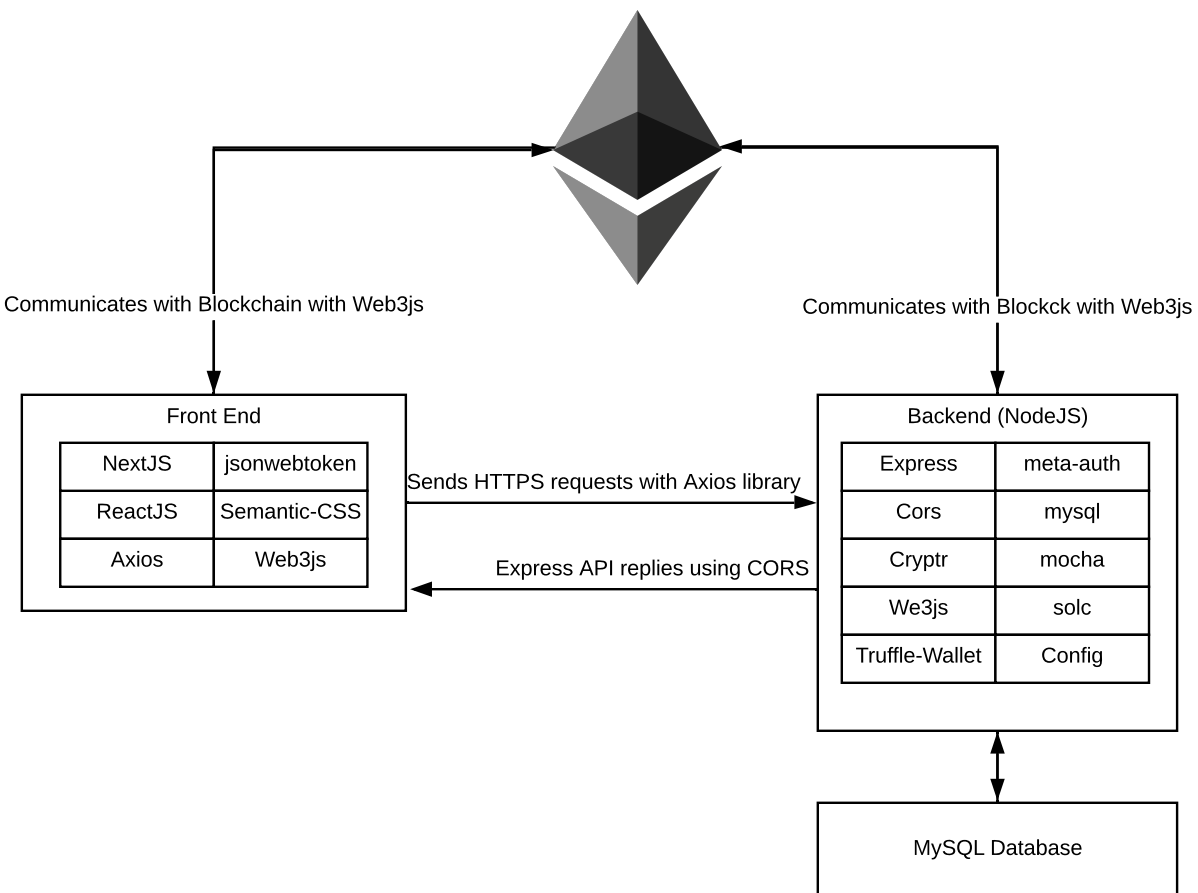 Communicates with Blockchain with Web3js
Communicates with Blockck with Web3js
Front End
NextJS jsonwebtoken
ReactJS Semantic-CSS
Axios Web3js
Sends HTTPS requests with Axios library
Express API replies using CORS
Backend (NodeJS)
Express meta-auth
Cors mysql
Cryptr mocha
We3js solc
Truffle-Wallet Config
MySQL Database